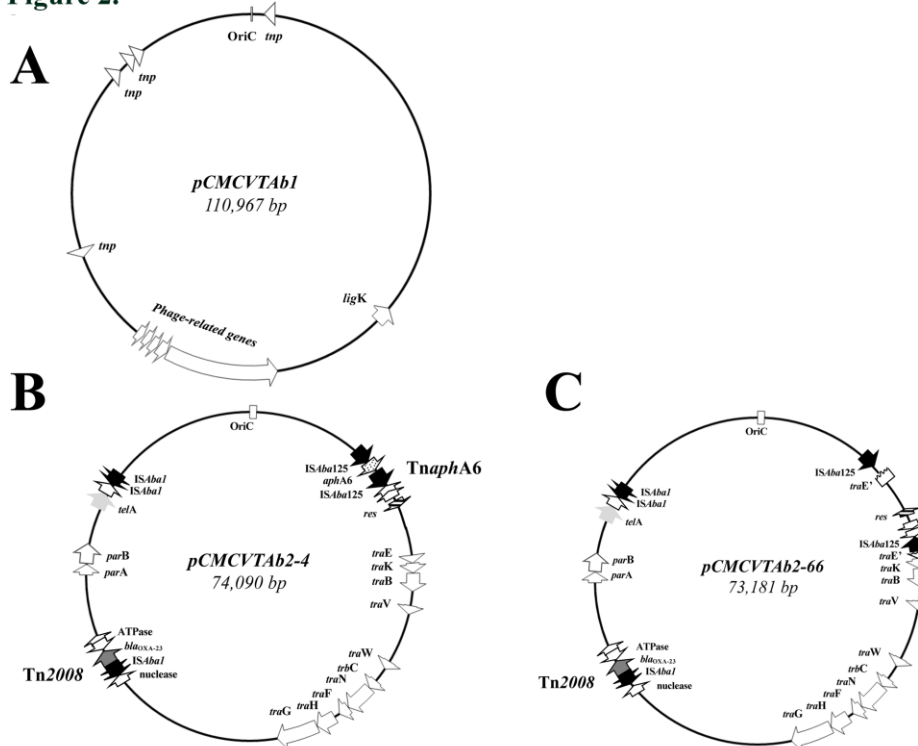 Figure 2.
A
OriC tnp
tnp
tnp
pCMCVTAb1
110,967 bp
tnp
ligK
Phage-related genes
B
OriC
ISAba125
aphA6
ISAba125
TnaphA6
res
ISAba1
ISAba1
telA
parB
parA
pCMCVTAb2-4
74,090 bp
traE
traK
traB
traV
ATPase
blaOXA-23
ISAba1
nuclease
Tn2008
traW
trbC
traN
traF
traH
traG
C
OriC
ISAba125
traE'
res
ISAba125
traE'
traK
traB
traV
ISAba1
ISAba1
telA
parB
parA
pCMCVTAb2-66
73,181 bp
ATPase
blaOXA-23
ISAba1
nuclease
Tn2008
traW
trbC
traN
traF
traH
traG